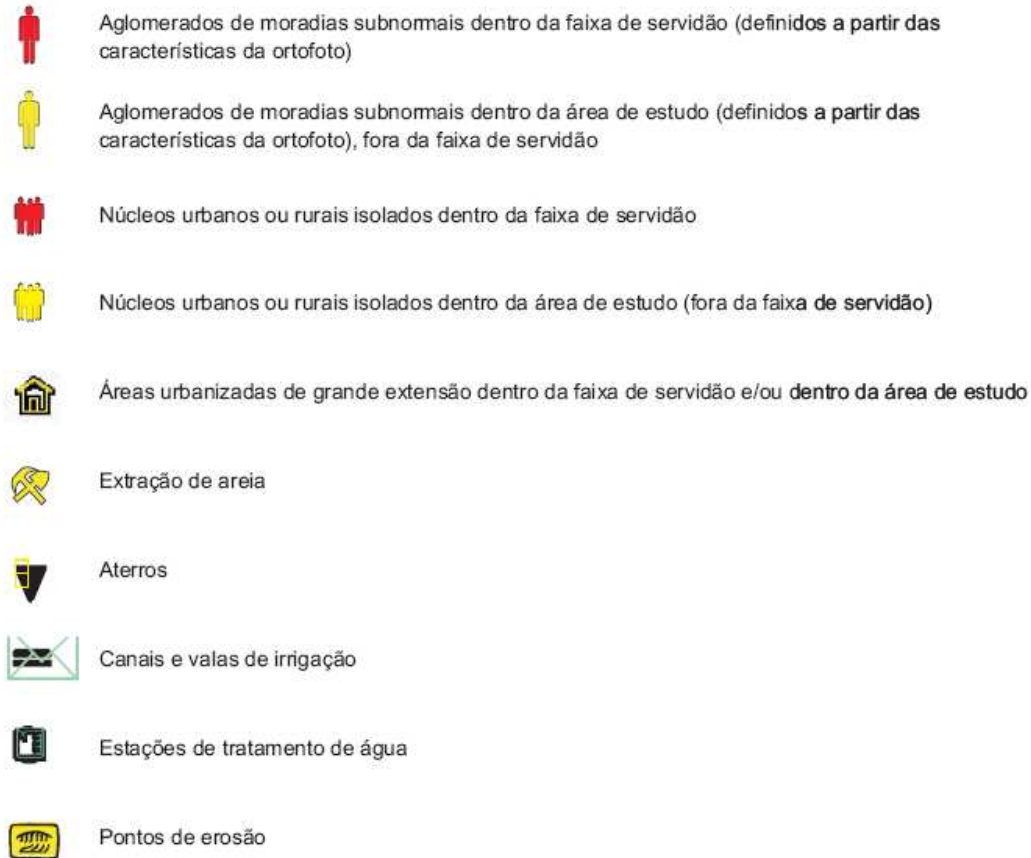 Aglomerados de moradias subnormais dentro da faixa de servidão (definidos a partir das
características da ortofoto)
Aglomerados de moradias subnormais dentro da área de estudo (definidos a partir das
características da ortofoto), fora da faixa de servidão
Núcleos urbanos ou rurais isolados dentro da faixa de servidão
Núcleos urbanos ou rurais isolados dentro da área de estudo (fora da faixa de servidão)
Áreas urbanizadas de grande extensão dentro da faixa de servidão e/ou dentro da área de estudo
Extração de areia
Aterros
Canais e valas de irrigação
Estações de tratamento de água
Pontos de erosão